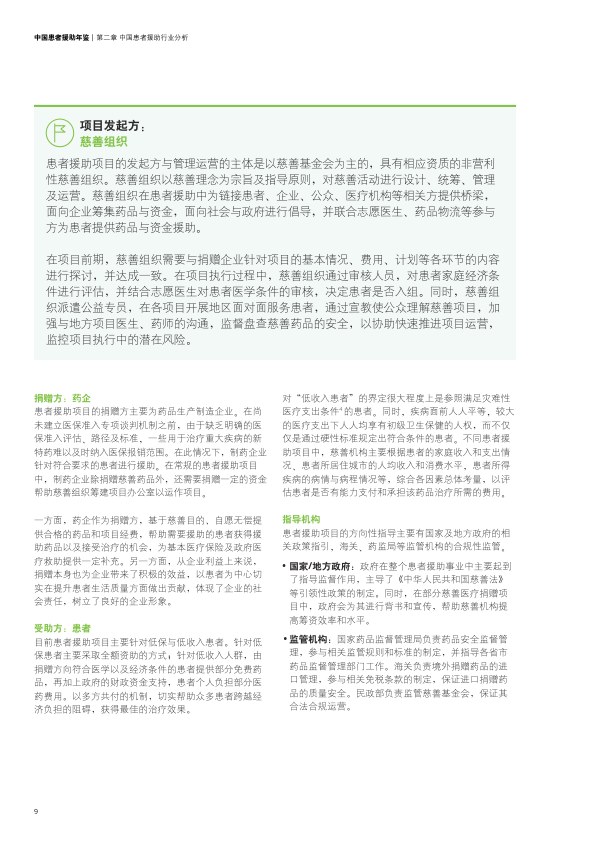 中国患者援助年鉴 | 第二章 中国患者援助行业分析
项目发起方：
慈善组织
患者援助项目的发起方与管理运营的主体是以慈善基金会为主的，具有相应资质的非营利
性慈善组织。慈善组织以慈善理念为宗旨及指导原则，对慈善活动进行设计、统筹、管理
及运营。慈善组织在患者援助中为链接患者、企业、公众、医疗机构等相关方提供桥梁，
面向企业筹集药品与资金，面向社会与政府进行倡导，并联合志愿医生、药品物流等参与
方为患者提供药品与资金援助。
在项目前期，慈善组织需要与捐赠企业针对项目的基本情况、费用、计划等各环节的内容
进行探讨，并达成一致。在项目执行过程中，慈善组织通过审核人员，对患者家庭经济条
件进行评估，并结合志愿医生对患者医学条件的审核，决定患者是否入组。同时，慈善组
织派遣公益专员，在各项目开展地区面对面服务患者，通过宣教使公众理解慈善项目，加
强与地方项目医生、药师的沟通，监督盘查慈善药品的安全，以协助快速推进项目运营，
监控项目执行中的潜在风险。
捐赠方：药企
患者援助项目的捐赠方主要为药品生产制造企业。在尚
未建立医保准入专项谈判机制之前，由于缺乏明确的医
保准入评估、路径及标准，一些用于治疗重大疾病的新
特药难以及时纳入医保报销范围。在此情况下，制药企业
针对符合要求的患者进行援助。在常规的患者援助项目
中，制药企业除捐赠慈善药品外，还需要捐赠一定的资金
帮助慈善组织筹建项目办公室以运作项目。
一方面，药企作为捐赠方，基于慈善目的、自愿无偿提
供合格的药品和项目经费，帮助需要援助的患者获得援
助药品以及接受治疗的机会，为基本医疗保险及政府医
疗救助提供一定补充。另一方面，从企业利益上来说，
捐赠本身也为企业带来了积极的效益，以患者为中心切
实在提升患者生活质量方面做出贡献，体现了企业的社
会责任，树立了良好的企业形象。
受助方：患者
目前患者援助项目主要针对低保与低收入患者。针对低
保患者主要采取全额资助的方式；针对低收入人群，由
捐赠方向符合医学以及经济条件的患者提供部分免费药
品，再加上政府的财政资金支持，患者个人负担部分医
药费用。以多方共付的机制，切实帮助众多患者跨越经
济负担的阻碍，获得最佳的治疗效果。
对“低收入患者”的界定很大程度上是参照满足灾难性
医疗支出条件⁴的患者。同时，疾病面前人人平等，较大
的医疗支出下人人均享有初级卫生保健的人权，而不仅
仅是通过硬性标准规定出符合条件的患者。不同患者援
助项目中，慈善机构主要根据患者的家庭收入和支出情
况、患者所居住城市的人均收入和消费水平，患者所得
疾病的病情与病程情况等，综合各因素总体考量，以评
估患者是否有能力支付和承担该药品治疗所需的费用。
指导机构
患者援助项目的方向性指导主要有国家及地方政府的相
关政策指引、海关、药监局等监管机构的合规性监管。
• 国家/地方政府：政府在整个患者援助事业中主要起到
了指导监督作用，主导了《中华人民共和国慈善法》
等引领性政策的制定。同时，在部分慈善医疗捐赠项
目中，政府会为其进行背书和宣传，帮助慈善机构提
高筹资效率和水平。
• 监管机构：国家药品监督管理局负责药品安全监督管
理，参与相关监管规则和标准的制定，并指导各省市
药品监督管理部门工作。海关负责境外捐赠药品的进
口管理，参与相关免税条款的制定，保证进口捐赠药
品的质量安全。民政部负责监管慈善基金会，保证其
合法合规运营。
9